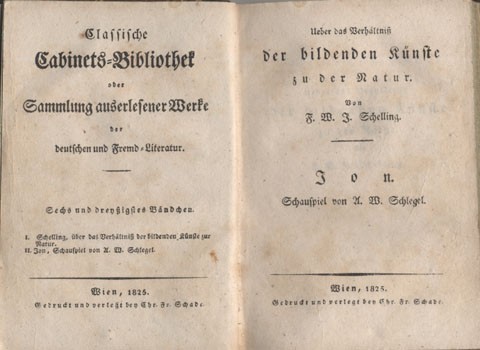 Classische
Cabinets-Bibliothek
oder
Sammlung auserlesener Werke
der
deutschen und Fremd-Literatur.
Sechs und dreyßigstes Bändchen.
I. Schelling, über das Verhältniß der bildenden Künste zur
Natur.
II. Jon, Schauspiel von A. W. Schlegel.
Wien, 1825.
Gedruckt und verlegt bey Chr. Fr. Schade.
Ueber das Verhältniß
der bildenden Künste
zu der Natur.
Von
F. W. J. Schelling.
Jon.
Schauspiel von A. W. Schlegel.
Wien, 1825.
Gedruckt und verlegt bey Chr. Fr. Schade.